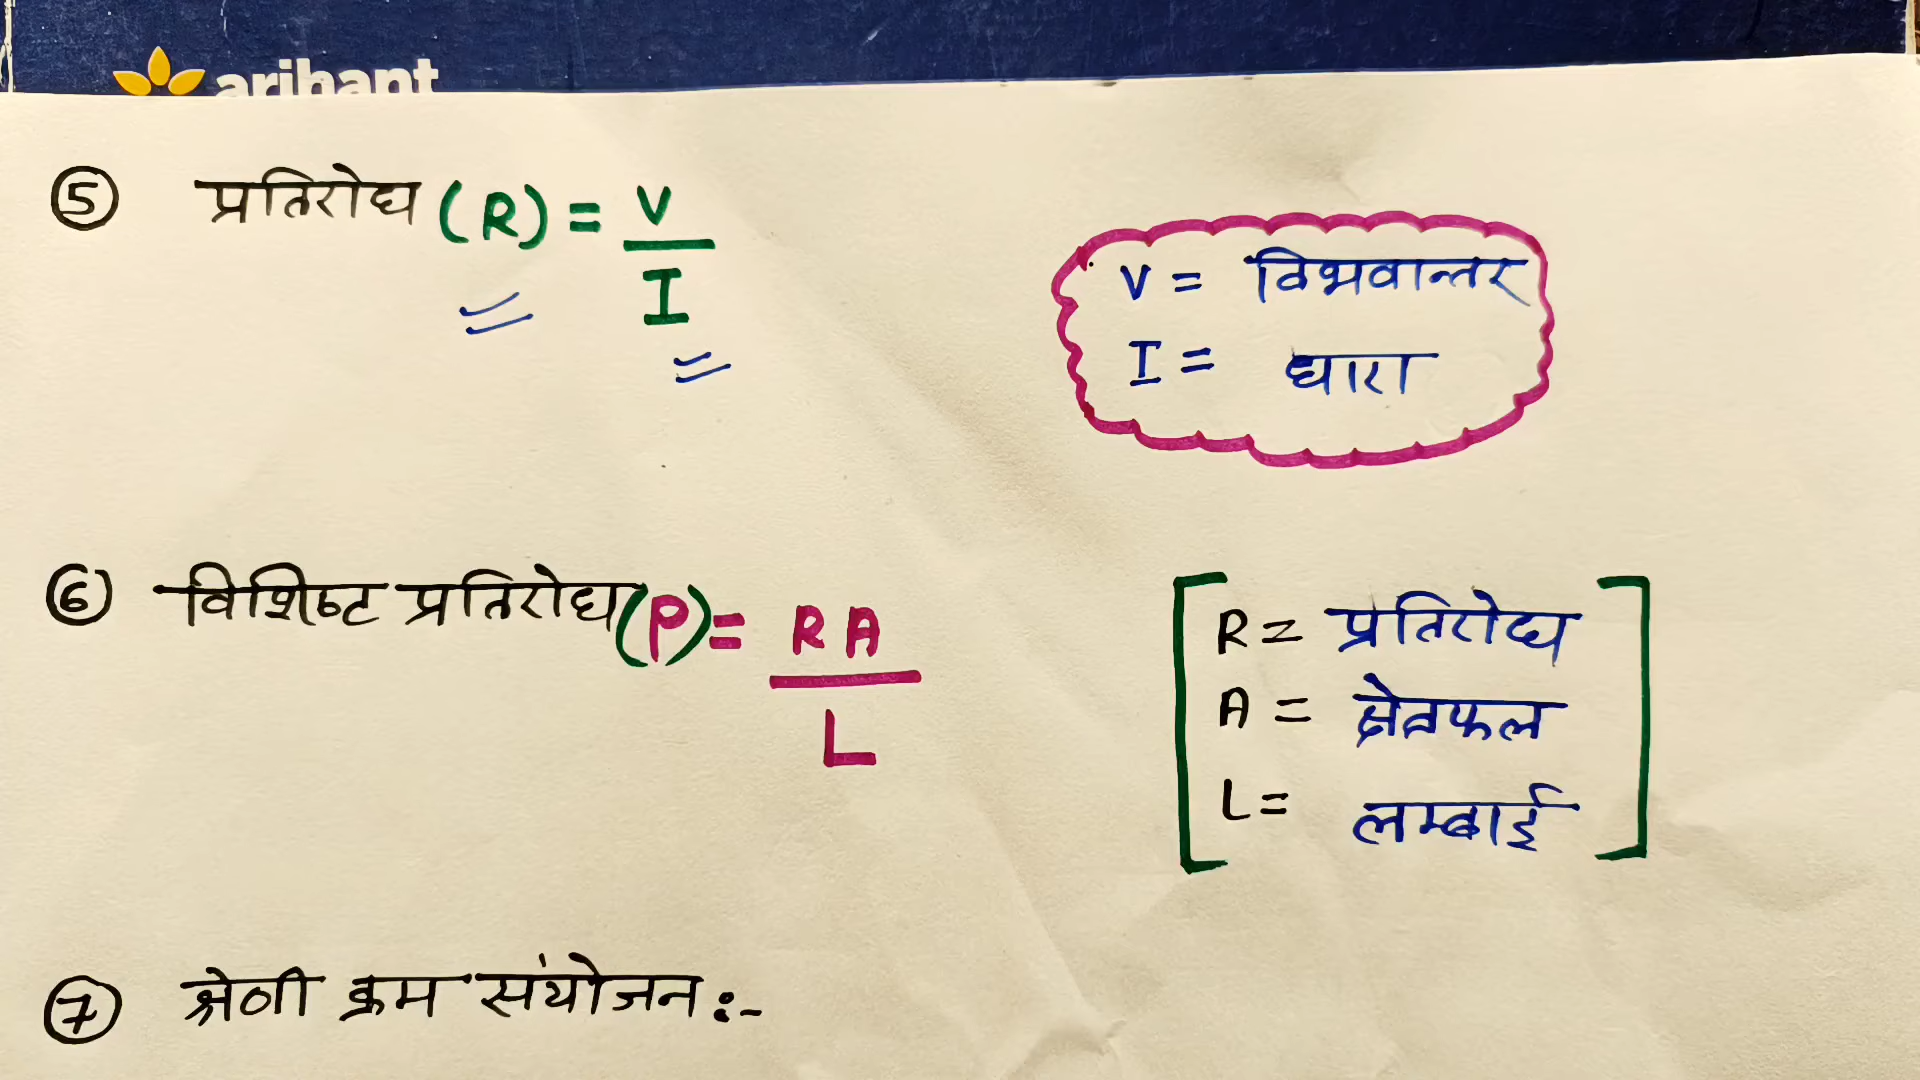 arihant
⑤ प्रतिरोध (R) = V/I
V = विभवान्तर
I = धारा
⑥ विशिष्ट प्रतिरोध (P) = RA/L
R = प्रतिरोध
A = क्षेत्रफल
L = लम्बाई
⑦ श्रेणी क्रम संयोजन :-